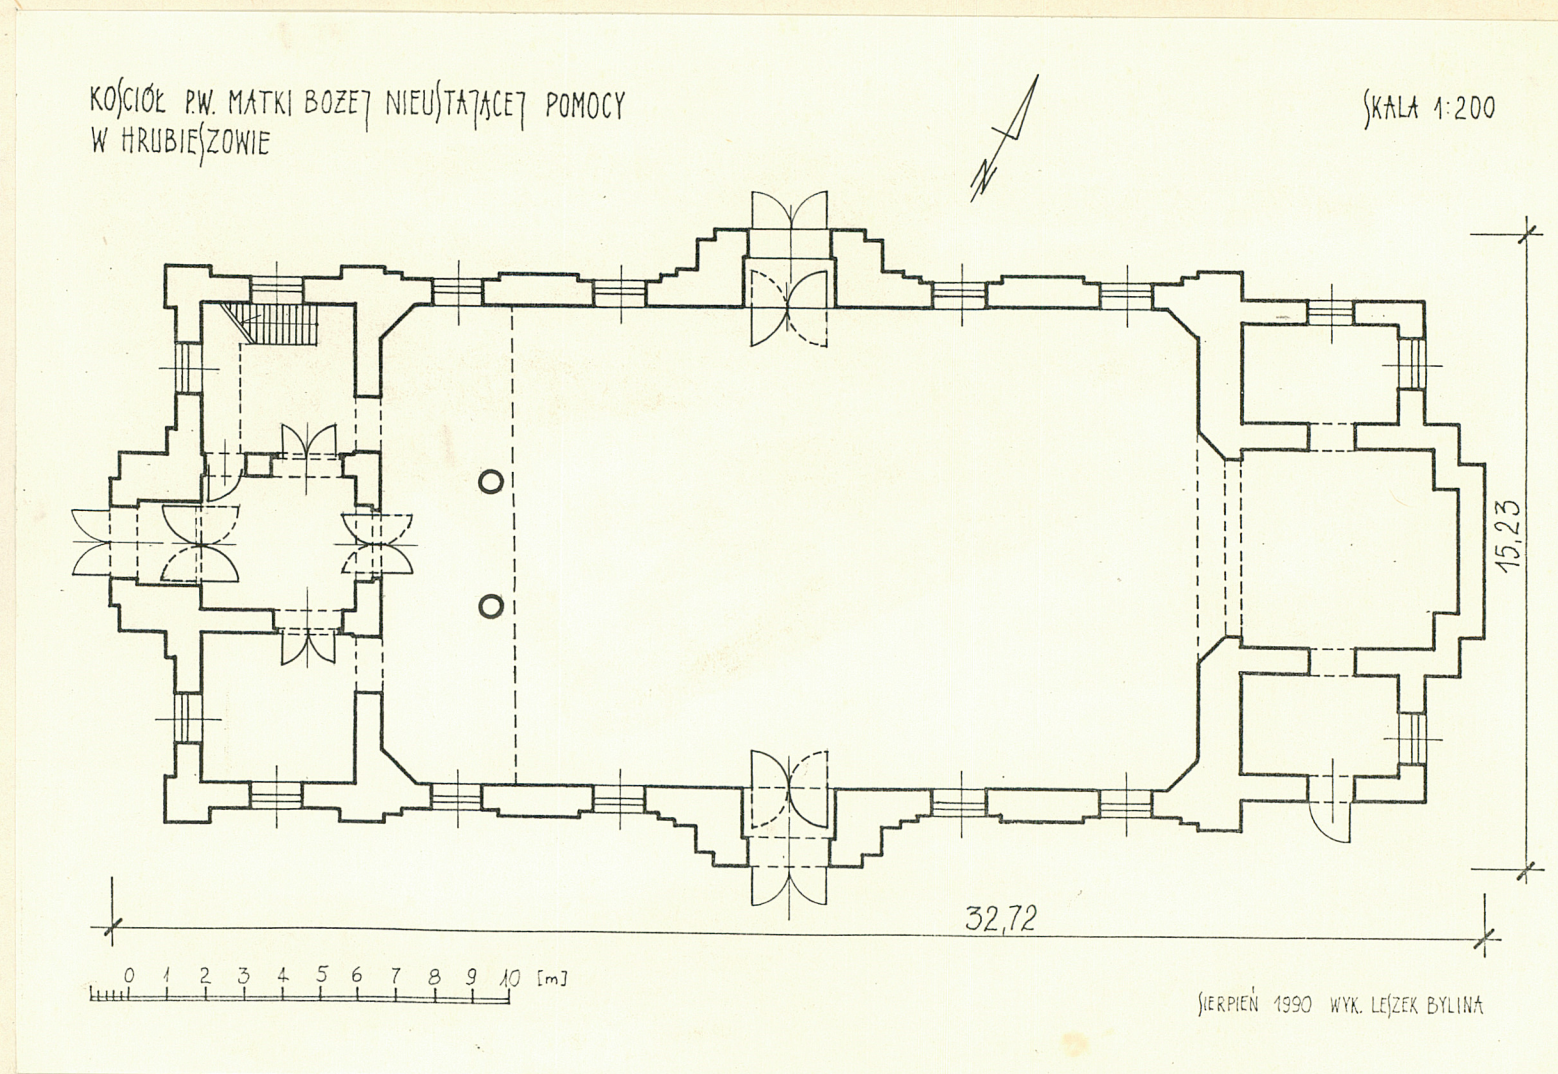 KOŚCIÓŁ P.W. MATKI BOŻEJ NIEUSTAJĄCEJ POMOCY
W HRUBIESZOWIE
N
SKALA 1:200
15,23
32,72
0 1 2 3 4 5 6 7 8 9 10 [m]
SIERPIEŃ 1990 WYK. LESZEK BYLINA